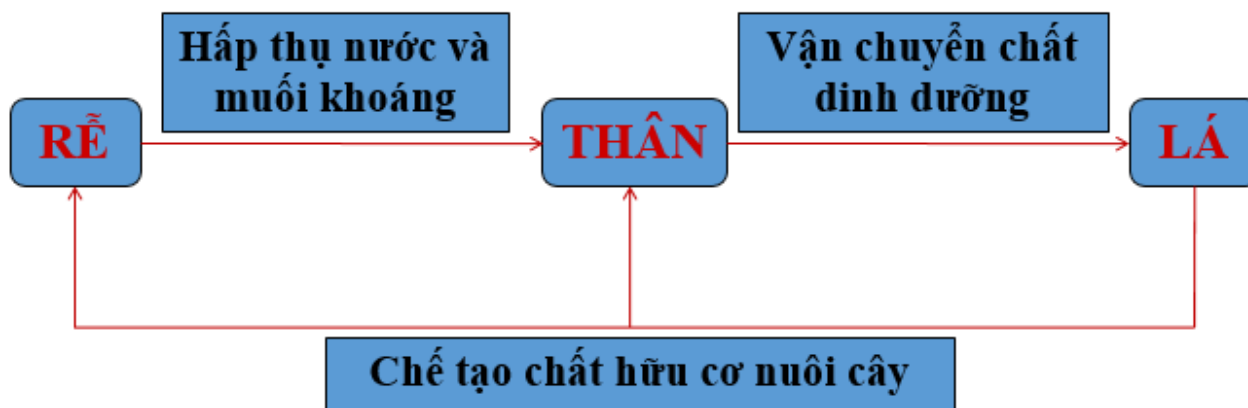 Hấp thụ nước và
muối khoáng
Vận chuyển chất
dinh dưỡng
RỄ
THÂN
LÁ
Chế tạo chất hữu cơ nuôi cây